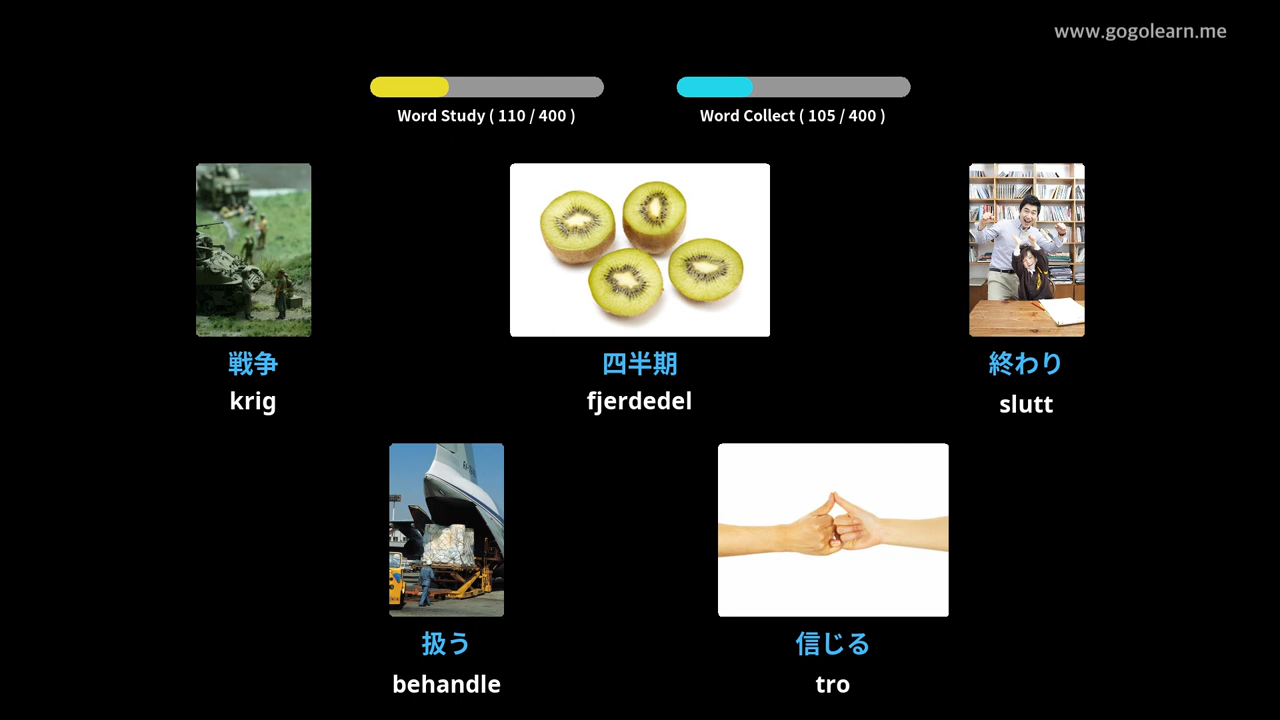 www.gogolearn.me
Word Study ( 110 / 400 )
Word Collect ( 105 / 400 )
戦争
krig
四半期
fjerdedel
終わり
slutt
扱う
behandle
信じる
tro